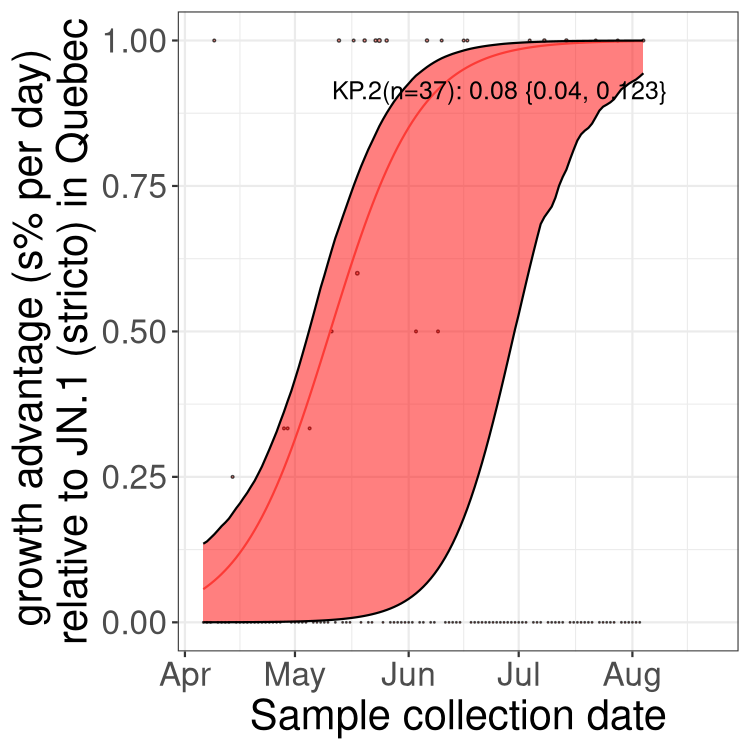 growth advantage (s% per day)
relative to JN.1 (stricto) in Quebec
1.00
0.75
0.50
0.25
0.00
KP.2(n=37): 0.08 {0.04, 0.123}
Apr May Jun Jul Aug
Sample collection date